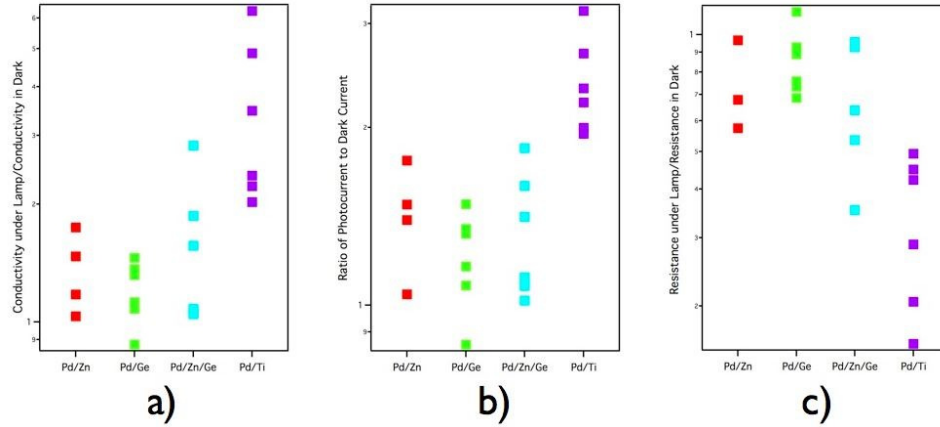 Conductivity under Lamp/Conductivity in Dark
6
5
4
3
2
1
9
Pd/Zn Pd/Ge Pd/Zn/Ge Pd/Ti
a)
Ratio of Photocurrent to Dark Current
3
2
1
9
Pd/Zn Pd/Ge Pd/Zn/Ge Pd/Ti
b)
Resistance under Lamp/Resistance in Dark
1
9
8
7
6
5
4
3
2
Pd/Zn Pd/Ge Pd/Zn/Ge Pd/Ti
c)